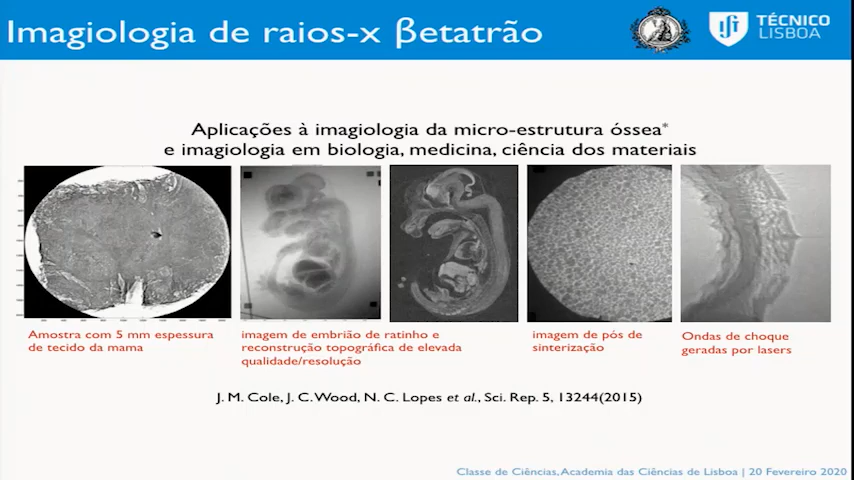 Imagiologia de raios-x βetatrão
TÉCNICO
LISBOA
Aplicações à imagiologia da micro-estrutura óssea*
e imagiologia em biologia, medicina, ciência dos materiais
Amostra com 5 mm espessura
de tecido da mama
imagem de embrião de ratinho e
reconstrução topográfica de elevada
qualidade/resolução
imagem de pós de
sinterização
Ondas de choque
geradas por lasers
J. M. Cole, J. C. Wood, N. C. Lopes et al., Sci. Rep. 5, 13244(2015)
Classe de Ciências, Academia das Ciências de Lisboa | 20 Fevereiro 2020